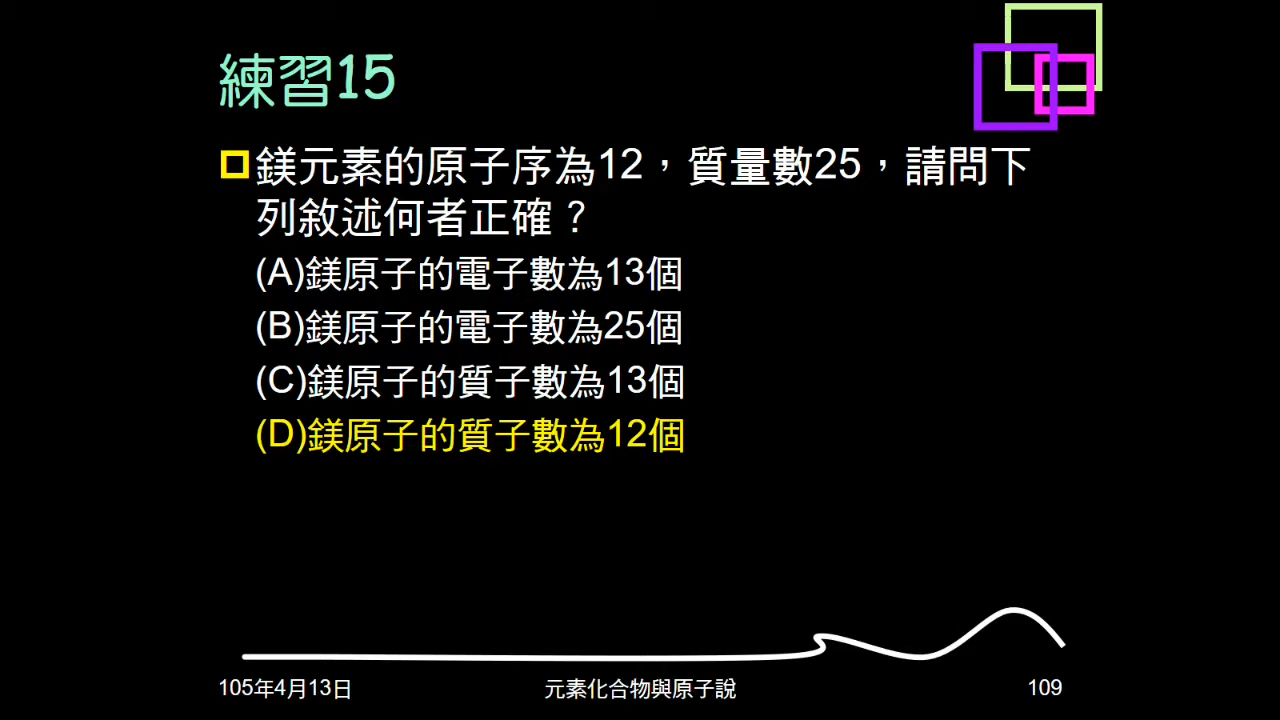 練習15
鎂元素的原子序為12，質量數25，請問下
列敘述何者正確？
(A)鎂原子的電子數為13個
(B)鎂原子的電子數為25個
(C)鎂原子的質子數為13個
(D)鎂原子的質子數為12個
105年4月13日
元素化合物與原子說
109